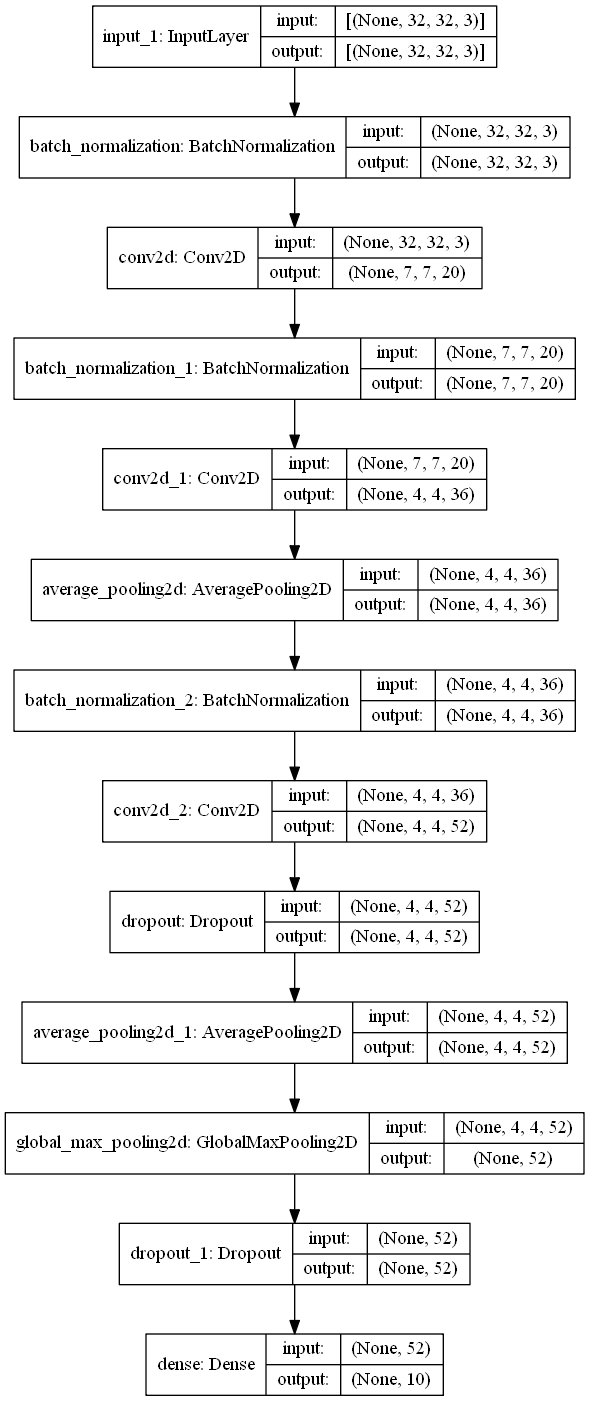 input_1: InputLayer
input: [(None, 32, 32, 3)]
output: [(None, 32, 32, 3)]
batch_normalization: BatchNormalization
input: (None, 32, 32, 3)
output: (None, 32, 32, 3)
conv2d: Conv2D
input: (None, 32, 32, 3)
output: (None, 7, 7, 20)
batch_normalization_1: BatchNormalization
input: (None, 7, 7, 20)
output: (None, 7, 7, 20)
conv2d_1: Conv2D
input: (None, 7, 7, 20)
output: (None, 4, 4, 36)
average_pooling2d: AveragePooling2D
input: (None, 4, 4, 36)
output: (None, 4, 4, 36)
batch_normalization_2: BatchNormalization
input: (None, 4, 4, 36)
output: (None, 4, 4, 36)
conv2d_2: Conv2D
input: (None, 4, 4, 36)
output: (None, 4, 4, 52)
dropout: Dropout
input: (None, 4, 4, 52)
output: (None, 4, 4, 52)
average_pooling2d_1: AveragePooling2D
input: (None, 4, 4, 52)
output: (None, 4, 4, 52)
global_max_pooling2d: GlobalMaxPooling2D
input: (None, 4, 4, 52)
output: (None, 52)
dropout_1: Dropout
input: (None, 52)
output: (None, 52)
dense: Dense
input: (None, 52)
output: (None, 10)